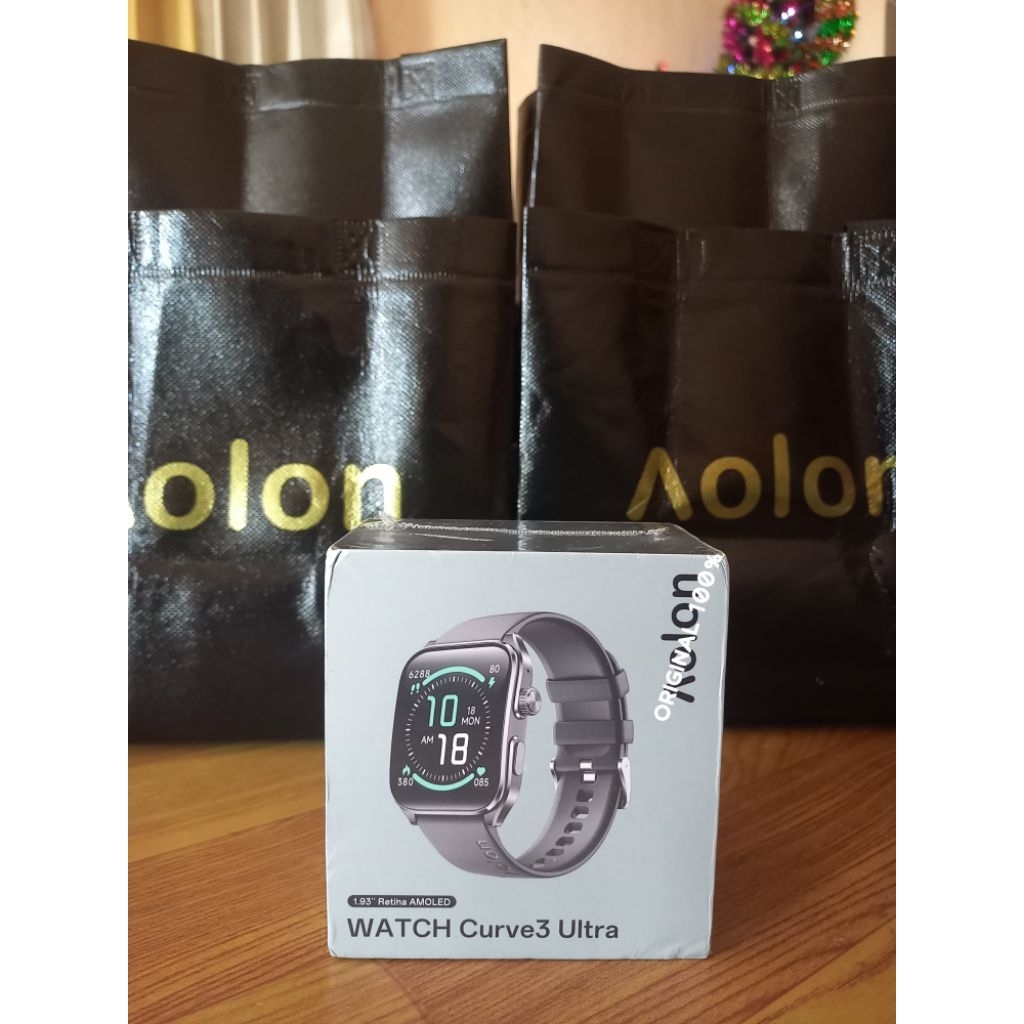 Aolon
Aolon
Aolon
ORIGINAL 100%
6288
80
10
18
MON
AM
18
380
085
1.93" Retina AMOLED
WATCH Curve3 Ultra